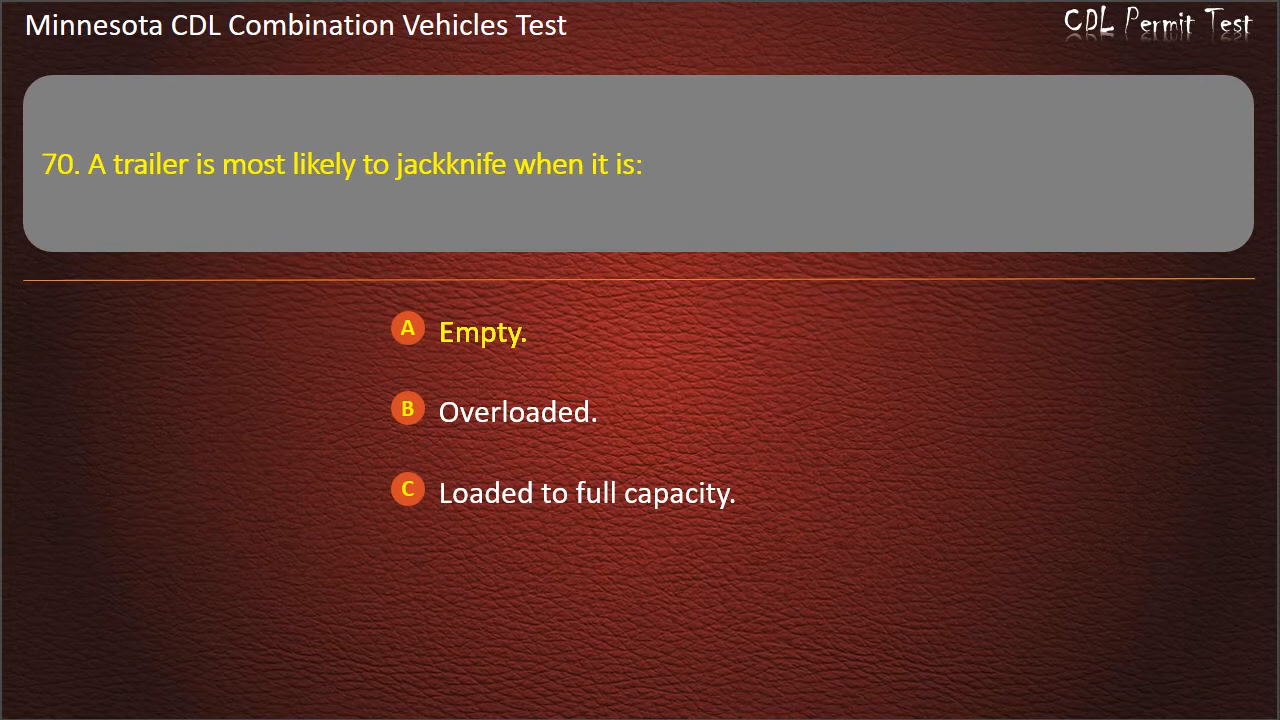 Minnesota CDL Combination Vehicles Test
CDL Permit Test
70. A trailer is most likely to jackknife when it is:
A Empty.
B Overloaded.
C Loaded to full capacity.